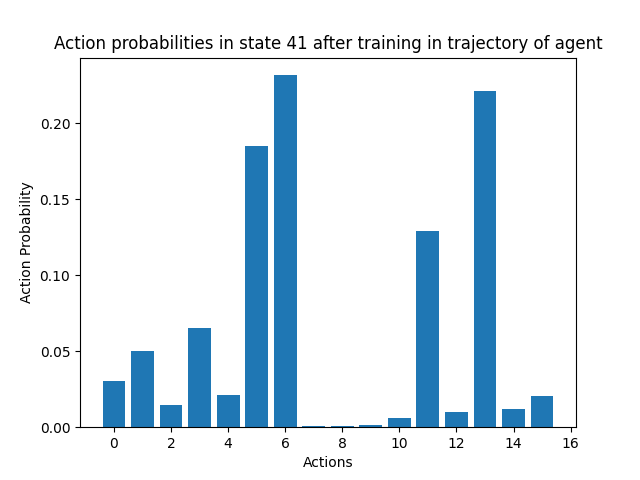 Action probabilities in state 41 after training in trajectory of agent
Action Probability
0.20
0.15
0.10
0.05
0.00
0 2 4 6 8 10 12 14 16
Actions